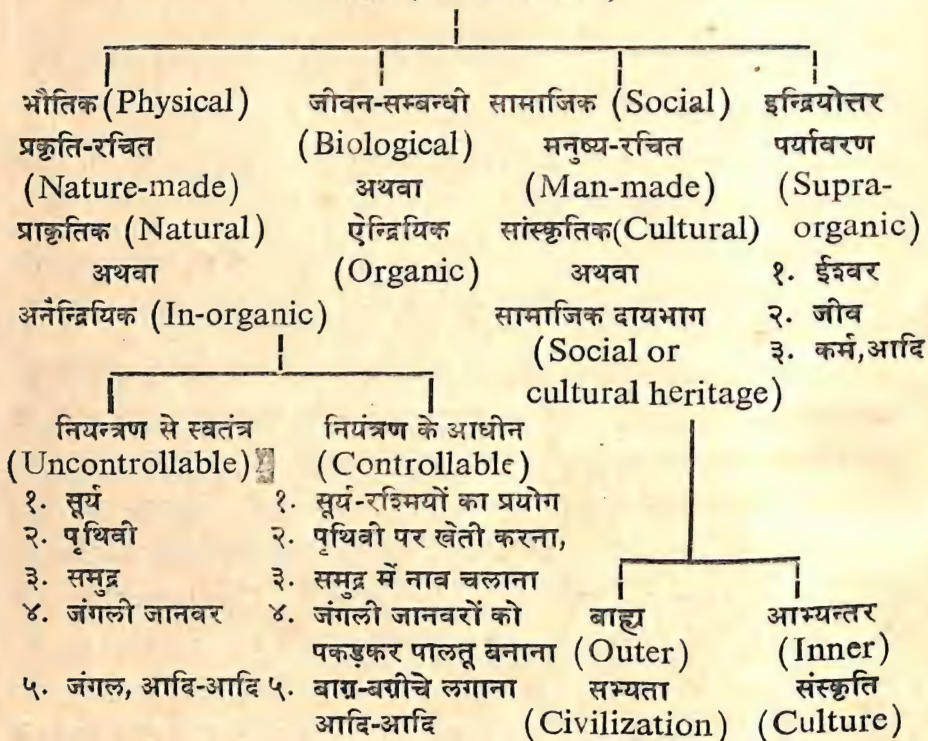 भौतिक (Physical)
प्रकृति-रचित
(Nature-made)
प्राकृतिक (Natural)
अथवा
अनैन्द्रियिक (In-organic)
जीवन-सम्बन्धी
(Biological)
अथवा
ऐन्द्रियिक
(Organic)
सामाजिक (Social)
मनुष्य-रचित
(Man-made)
सांस्कृतिक(Cultural)
अथवा
सामाजिक दायभाग
(Social or
cultural heritage)
इन्द्रियोत्तर
पर्यावरण
(Supra-
organic)
१. ईश्वर
२. जीव
३. कर्म,आदि
नियन्त्रण से स्वतंत्र
(Uncontrollable)
१. सूर्य
२. पृथिवी
३. समुद्र
४. जंगली जानवर
५. जंगल, आदि-आदि
नियंत्रण के आधीन
(Controllable)
१. सूर्य-रश्मियों का प्रयोग
२. पृथिवी पर खेती करना,
३. समुद्र में नाव चलाना
४. जंगली जानवरों को
पकड़कर पालतू बनाना
५. बाग़-बग़ीचे लगाना
आदि-आदि
बाह्य
(Outer)
सभ्यता
(Civilization)
आभ्यन्तर
(Inner)
संस्कृति
(Culture)